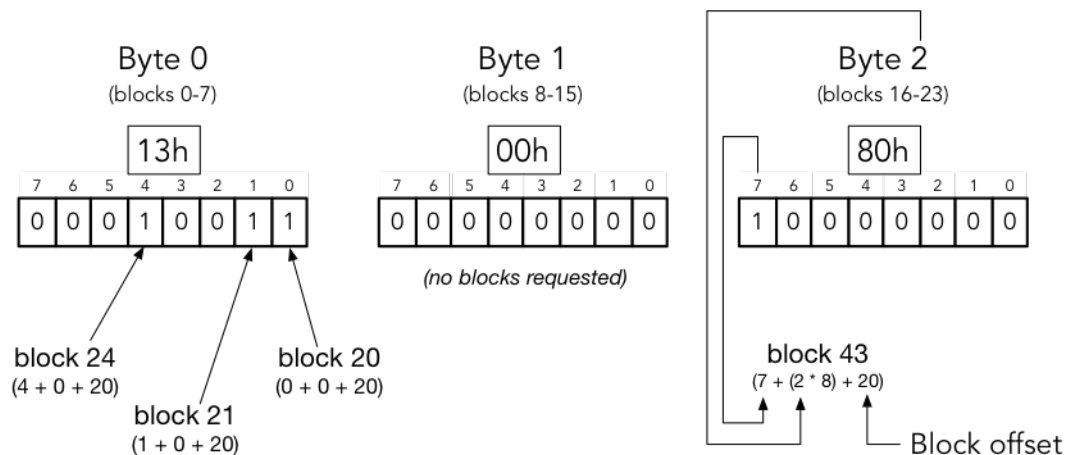 Byte 0
(blocks 0-7)
13h
7 6 5 4 3 2 1 0
0 0 0 1 0 0 1 1
block 24
(4 + 0 + 20)
block 21
(1 + 0 + 20)
block 20
(0 + 0 + 20)
Byte 1
(blocks 8-15)
00h
7 6 5 4 3 2 1 0
0 0 0 0 0 0 0 0
(no blocks requested)
Byte 2
(blocks 16-23)
80h
7 6 5 4 3 2 1 0
1 0 0 0 0 0 0 0
block 43
(7 + (2 * 8) + 20)
Block offset